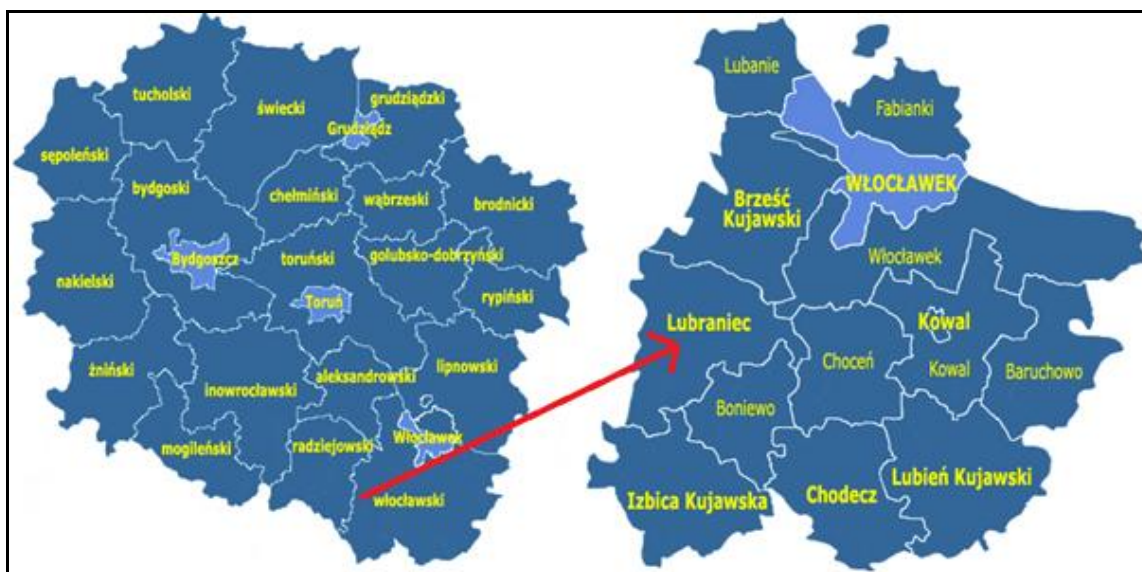 tucholski
świecki
grudziądzki
Grudziądz
sępoleński
bydgoski
chełmiński
wąbrzeski
brodnicki
Bydgoszcz
toruński
golubsko-dobrzyński
nakielski
Toruń
rypiński
żniński
inowrocławski
aleksandrowski
lipnowski
mogileński
radziejowski
Włocławek
włocławski
Lubanie
Fabianki
WŁOCŁAWEK
Brześć
Kujawski
Włocławek
Lubraniec
Kowal
Choceń
Kowal
Baruchowo
Boniewo
Izbica Kujawska
Chodecz
Lubień Kujawski